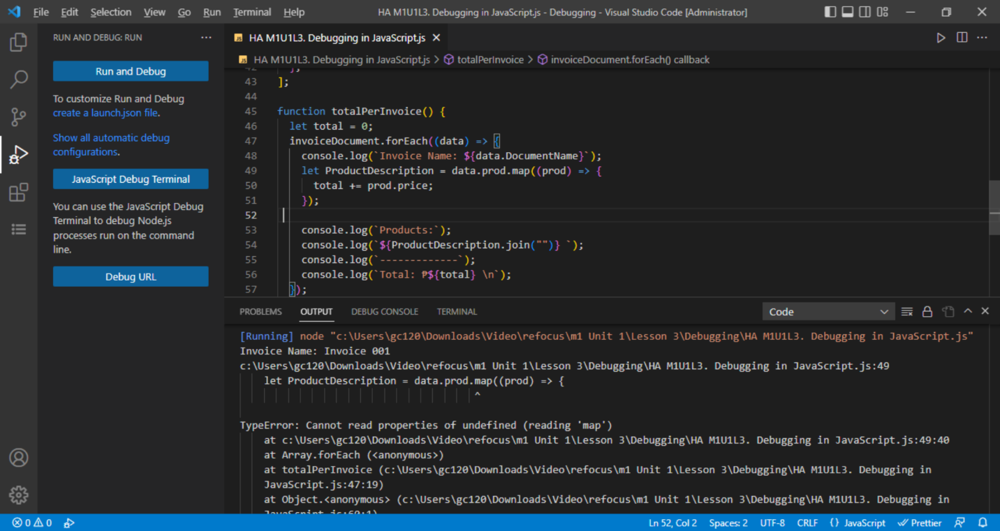 File Edit Selection View Go Run Terminal Help HA M1U1L3. Debugging in JavaScript.js - Debugging - Visual Studio Code [Administrator]
RUN AND DEBUG: RUN
Run and Debug
To customize Run and Debug
create a launch.json file.
Show all automatic debug
configurations.
JavaScript Debug Terminal
You can use the JavaScript Debug
Terminal to debug Node.js
processes run on the command
line.
Debug URL
JS HA M1U1L3. Debugging in JavaScript.js
JS HA M1U1L3. Debugging in JavaScript.js > totalPerInvoice > invoiceDocument.forEach() callback
42 ];
43 ];
44
45 function totalPerInvoice() {
46 let total = 0;
47 invoiceDocument.forEach((data) => {
48 console.log(`Invoice Name: ${data.DocumentName}`);
49 let ProductDescription = data.prod.map((prod) => {
50 total += prod.price;
51 });
52
53 console.log(`Products:`);
54 console.log(`${ProductDescription.join("")} `);
55 console.log(`-------------`);
56 console.log(`Total: ₱${total} \n`);
57 });
PROBLEMS OUTPUT DEBUG CONSOLE TERMINAL Code
[Running] node "c:\Users\gc120\Downloads\Video\refocus\m1 Unit 1\Lesson 3\Debugging\HA M1U1L3. Debugging in JavaScript.js"
Invoice Name: Invoice 001
c:\Users\gc120\Downloads\Video\refocus\m1 Unit 1\Lesson 3\Debugging\HA M1U1L3. Debugging in JavaScript.js:49
let ProductDescription = data.prod.map((prod) => {
^
TypeError: Cannot read properties of undefined (reading 'map')
at c:\Users\gc120\Downloads\Video\refocus\m1 Unit 1\Lesson 3\Debugging\HA M1U1L3. Debugging in JavaScript.js:49:40
at Array.forEach (<anonymous>)
at totalPerInvoice (c:\Users\gc120\Downloads\Video\refocus\m1 Unit 1\Lesson 3\Debugging\HA M1U1L3. Debugging in
JavaScript.js:47:19)
at Object.<anonymous> (c:\Users\gc120\Downloads\Video\refocus\m1 Unit 1\Lesson 3\Debugging\HA M1U1L3. Debugging in
JavaScript.js:60:1)
0 0 Ln 52, Col 2 Spaces: 2 UTF-8 CRLF {} JavaScript Prettier